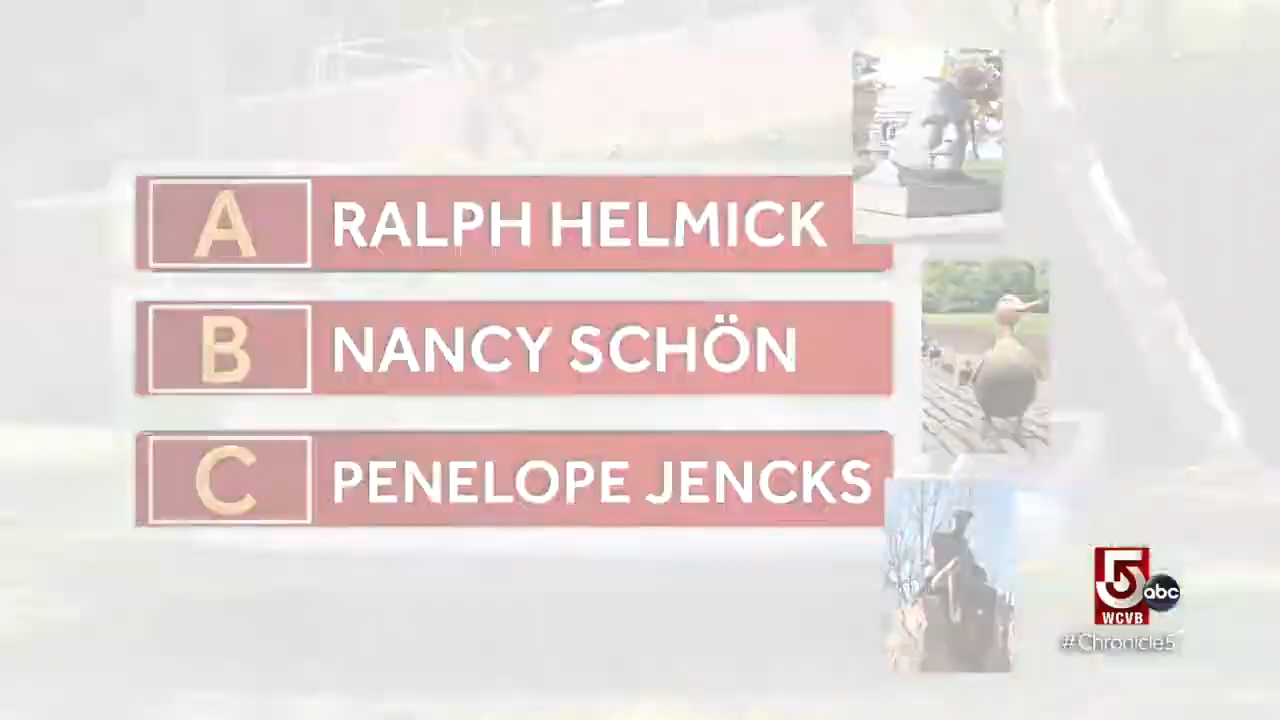 A RALPH HELMICK
B NANCY SCHÖN
C PENELOPE JENCKS
5 abc
WCVB
#Chronicle5